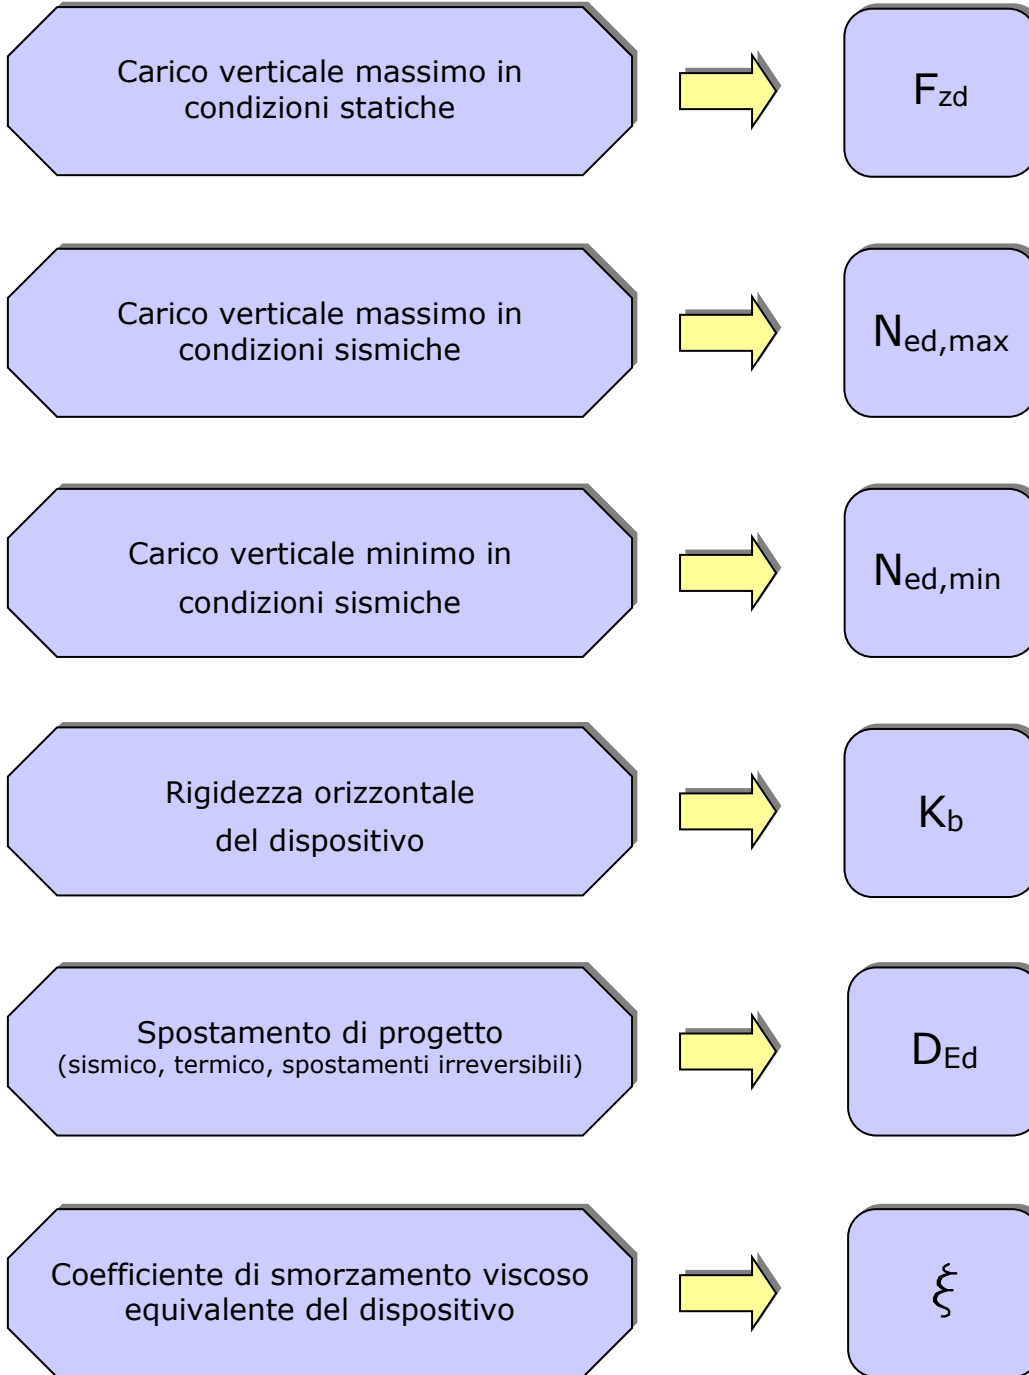 Carico verticale massimo in
condizioni statiche
Fzd
Carico verticale massimo in
condizioni sismiche
Ned,max
Carico verticale minimo in
condizioni sismiche
Ned,min
Rigidezza orizzontale
del dispositivo
Kb
Spostamento di progetto
(sismico, termico, spostamenti irreversibili)
DEd
Coefficiente di smorzamento viscoso
equivalente del dispositivo
ξ